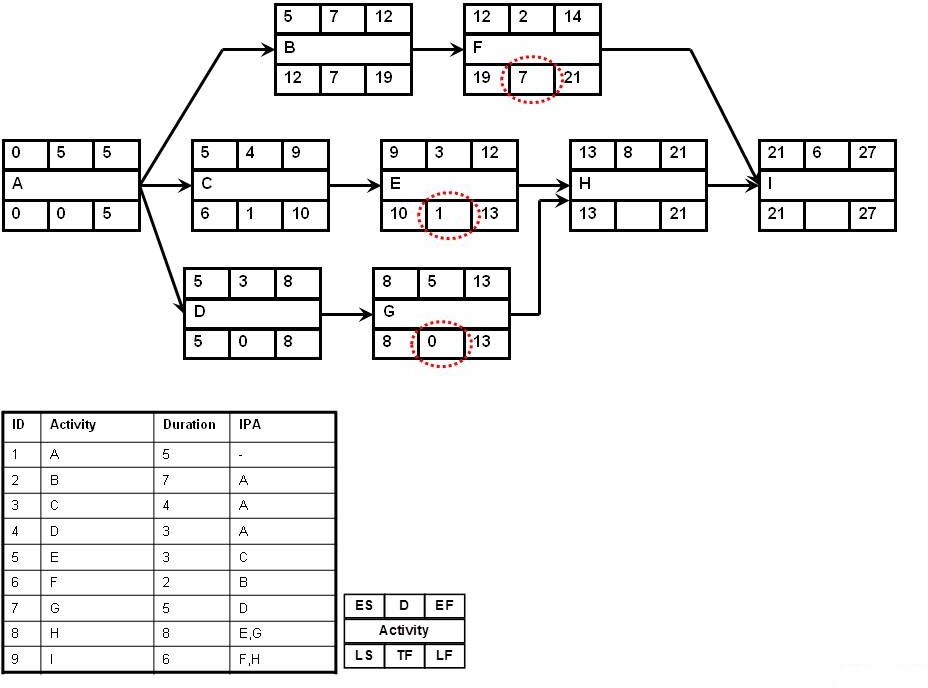 5 7 12
B
12 7 19
12 2 14
F
19 7 21
0 5 5
A
0 0 5
5 4 9
C
6 1 10
9 3 12
E
10 1 13
13 8 21
H
13 21
21 6 27
I
21 27
5 3 8
D
5 0 8
8 5 13
G
8 0 13
ID Activity Duration IPA
1 A 5 -
2 B 7 A
3 C 4 A
4 D 3 A
5 E 3 C
6 F 2 B
7 G 5 D
8 H 8 E,G
9 I 6 F,H
ES D EF
Activity
LS TF LF